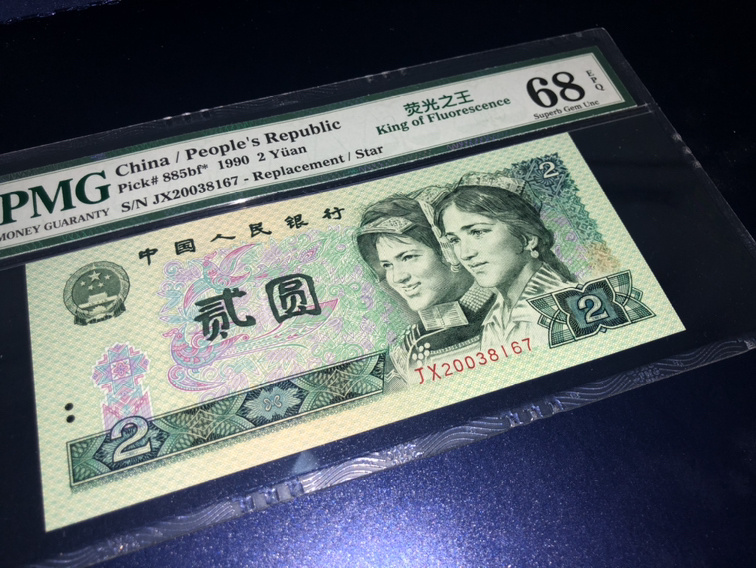 PMG
MONEY GUARANTY
China / People's Republic
Pick# 885bf* 1990 2 Yüan
S/N JX20038167 - Replacement / Star
荧光之王
King of Fluorescence
68
EPQ
Superb Gem Unc
中国人民银行
2
贰圆
2
JX20038167
2